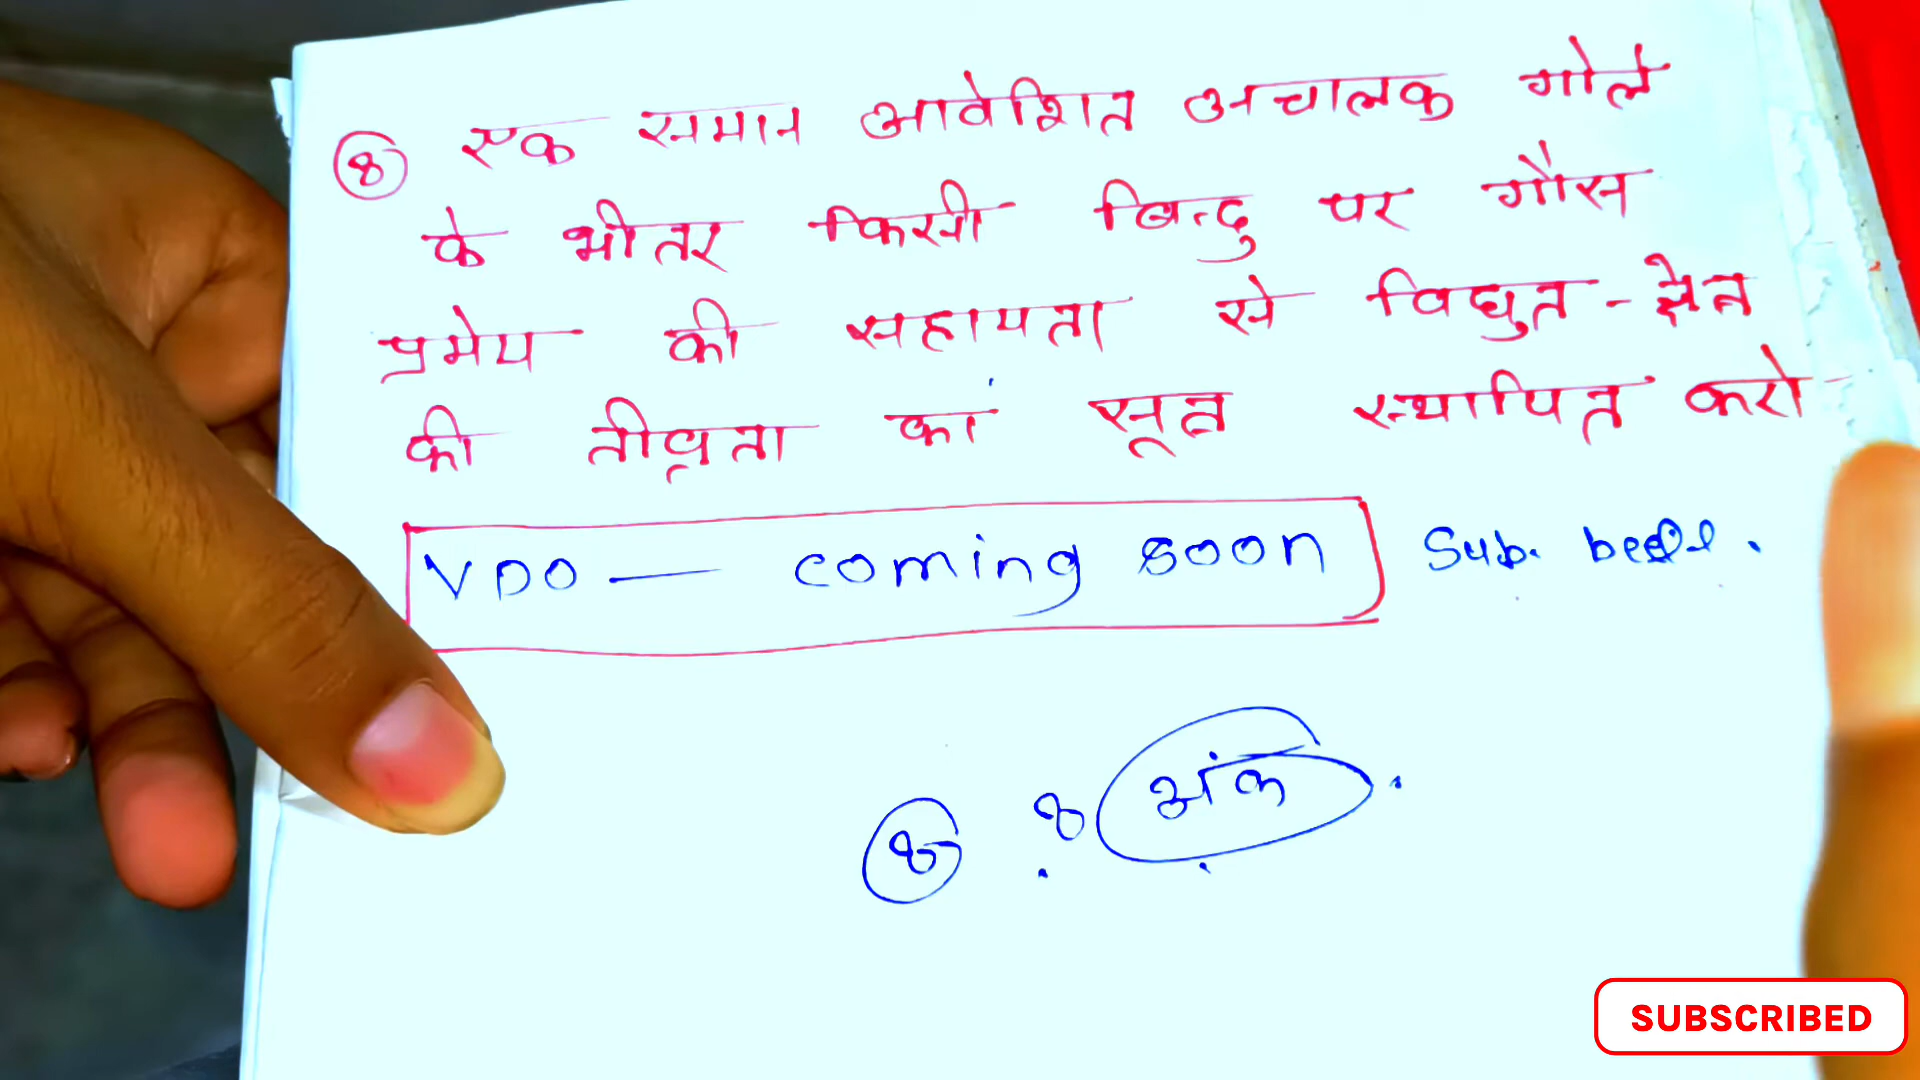 ⑧ एक समान आवेशित अचालक गोले
के भीतर किसी बिन्दु पर गौस
प्रमेय की सहायता से विद्युत-क्षेत्र
की तीव्रता का सूत्र स्थापित करो
VDO — coming soon Sub.
8 8 अंक.
SUBSCRIBED